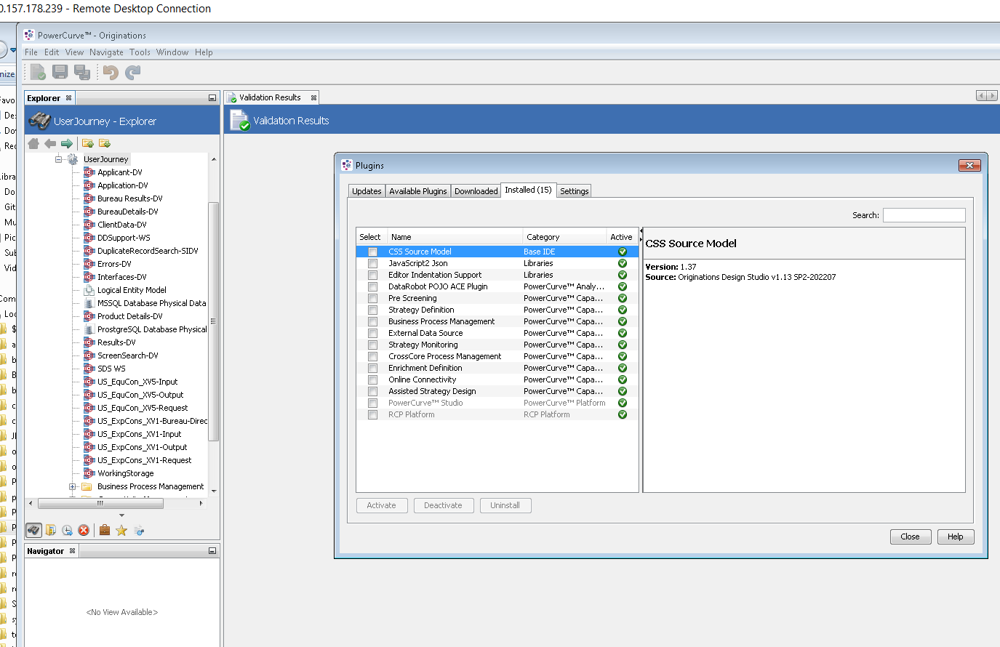 0.157.178.239 - Remote Desktop Connection
PowerCurve™ - Originations
File Edit View Navigate Tools Window Help
Explorer
UserJourney - Explorer
UserJourney
Applicant-DV
Application-DV
Bureau Results-DV
BureauDetails-DV
ClientData-DV
DDSupport-WS
DuplicateRecordSearch-SIDV
Errors-DV
Interfaces-DV
Logical Entity Model
MSSQL Database Physical Data
Product Details-DV
ProstgreSQL Database Physical
Results-DV
ScreenSearch-DV
SDS WS
US_EquCon_XV5-Input
US_EquCon_XV5-Output
US_EquCon_XV5-Request
US_ExpCons_XV1-Bureau-Direc
US_ExpCons_XV1-Input
US_ExpCons_XV1-Output
US_ExpCons_XV1-Request
WorkingStorage
Business Process Management
Navigator
<No View Available>
Validation Results
Validation Results
Plugins
Updates Available Plugins Downloaded Installed (15) Settings
Search:
Select Name Category Active
CSS Source Model Base IDE
JavaScript2 Json Libraries
Editor Indentation Support Libraries
DataRobot POJO ACE Plugin PowerCurve™ Analy...
Pre Screening PowerCurve™ Capa...
Strategy Definition PowerCurve™ Capa...
Business Process Management PowerCurve™ Capa...
External Data Source PowerCurve™ Capa...
Strategy Monitoring PowerCurve™ Capa...
CrossCore Process Management PowerCurve™ Capa...
Enrichment Definition PowerCurve™ Capa...
Online Connectivity PowerCurve™ Capa...
Assisted Strategy Design PowerCurve™ Capa...
PowerCurve™ Studio PowerCurve™ Platform
RCP Platform RCP Platform
CSS Source Model
Version: 1.37
Source: Originations Design Studio v1.13 SP2-202207
Activate Deactivate Uninstall
Close Help